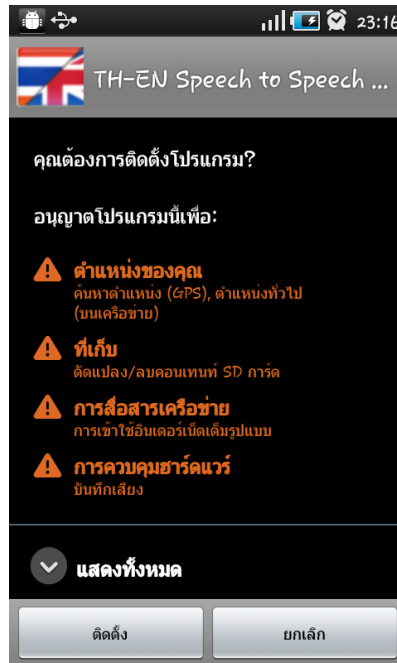 23:16
TH-EN Speech to Speech ...
คุณต้องการติดตั้งโปรแกรม?
อนุญาตโปรแกรมนี้เพื่อ:
ตำแหน่งของคุณ
ค้นหาตำแหน่ง (GPS), ตำแหน่งทั่วไป
(บนเครือข่าย)
ที่เก็บ
ดัดแปลง/ลบคอนเทนท์ SD การ์ด
การสื่อสารเครือข่าย
การเข้าใช้อินเตอร์เน็ตเต็มรูปแบบ
การควบคุมฮาร์ดแวร์
บันทึกเสียง
แสดงทั้งหมด
ติดตั้ง
ยกเลิก